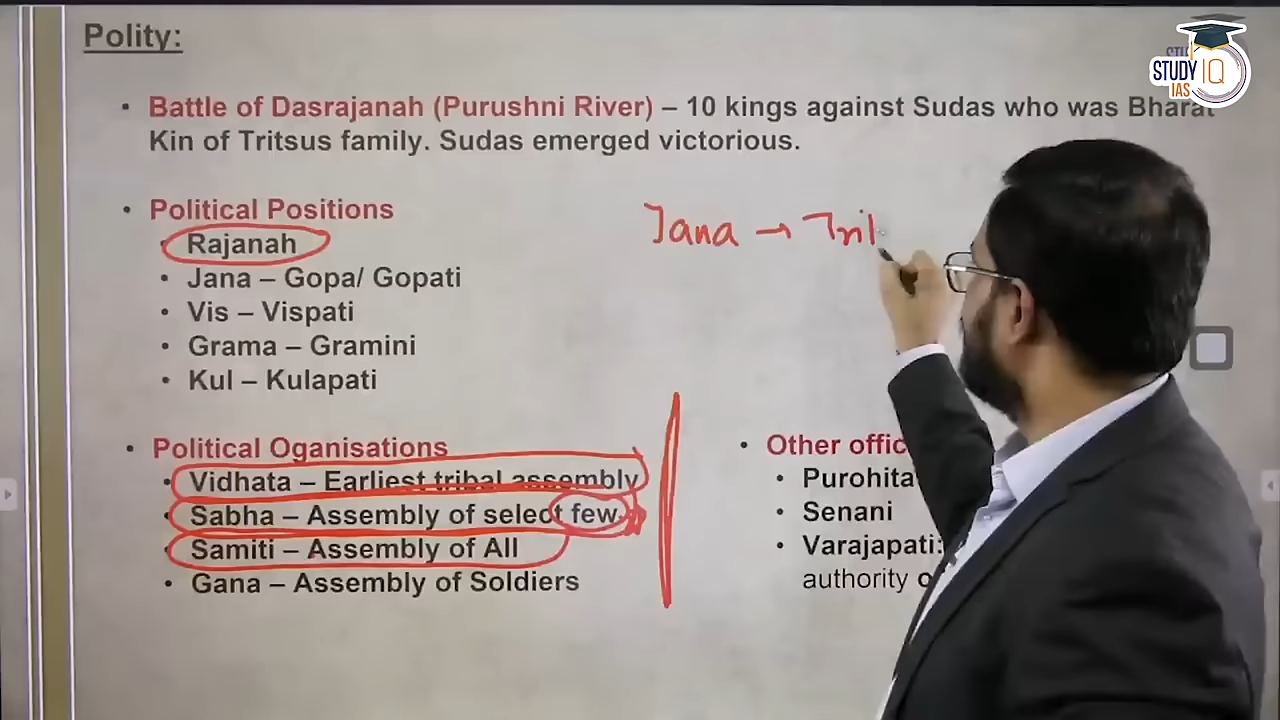 Polity:
STUDY IQ
IAS
• Battle of Dasrajanah (Purushni River) – 10 kings against Sudas who was Bharat
Kin of Tritsus family. Sudas emerged victorious.
• Political Positions
• Rajanah
• Jana – Gopa/ Gopati
• Vis – Vispati
• Grama – Gramini
• Kul – Kulapati
Jana → Trib
• Political Oganisations
• Vidhata – Earliest tribal assembly
• Sabha – Assembly of select few
• Samiti – Assembly of All
• Gana – Assembly of Soldiers
• Other offic
• Purohita
• Senani
• Varajapati:
authority o